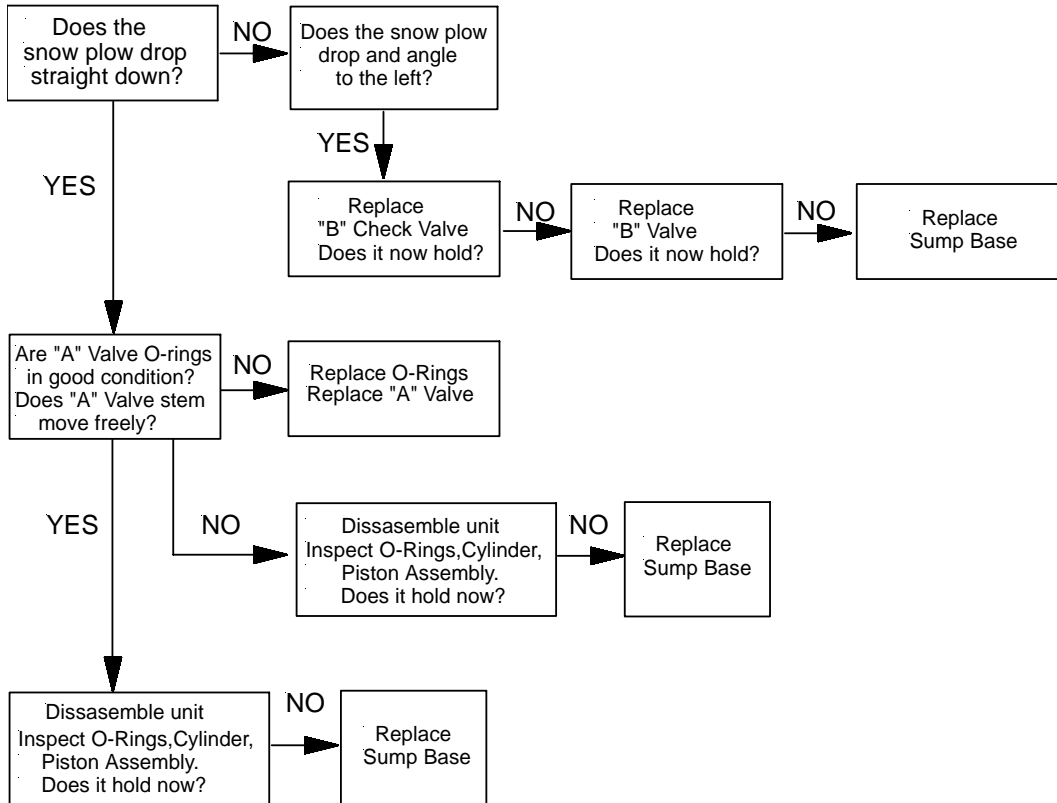 Does the
snow plow drop
straight down?
NO
Does the snow plow
drop and angle
to the left?
YES
YES
Replace
"B" Check Valve
Does it now hold?
NO
Replace
"B" Valve
Does it now hold?
NO
Replace
Sump Base
Are "A" Valve O-rings
in good condition?
Does "A" Valve stem
move freely?
NO
Replace O-Rings
Replace "A" Valve
YES
NO
Dissasemble unit
Inspect O-Rings,Cylinder,
Piston Assembly.
Does it hold now?
NO
Replace
Sump Base
Dissasemble unit
Inspect O-Rings,Cylinder,
Piston Assembly.
Does it hold now?
NO
Replace
Sump Base